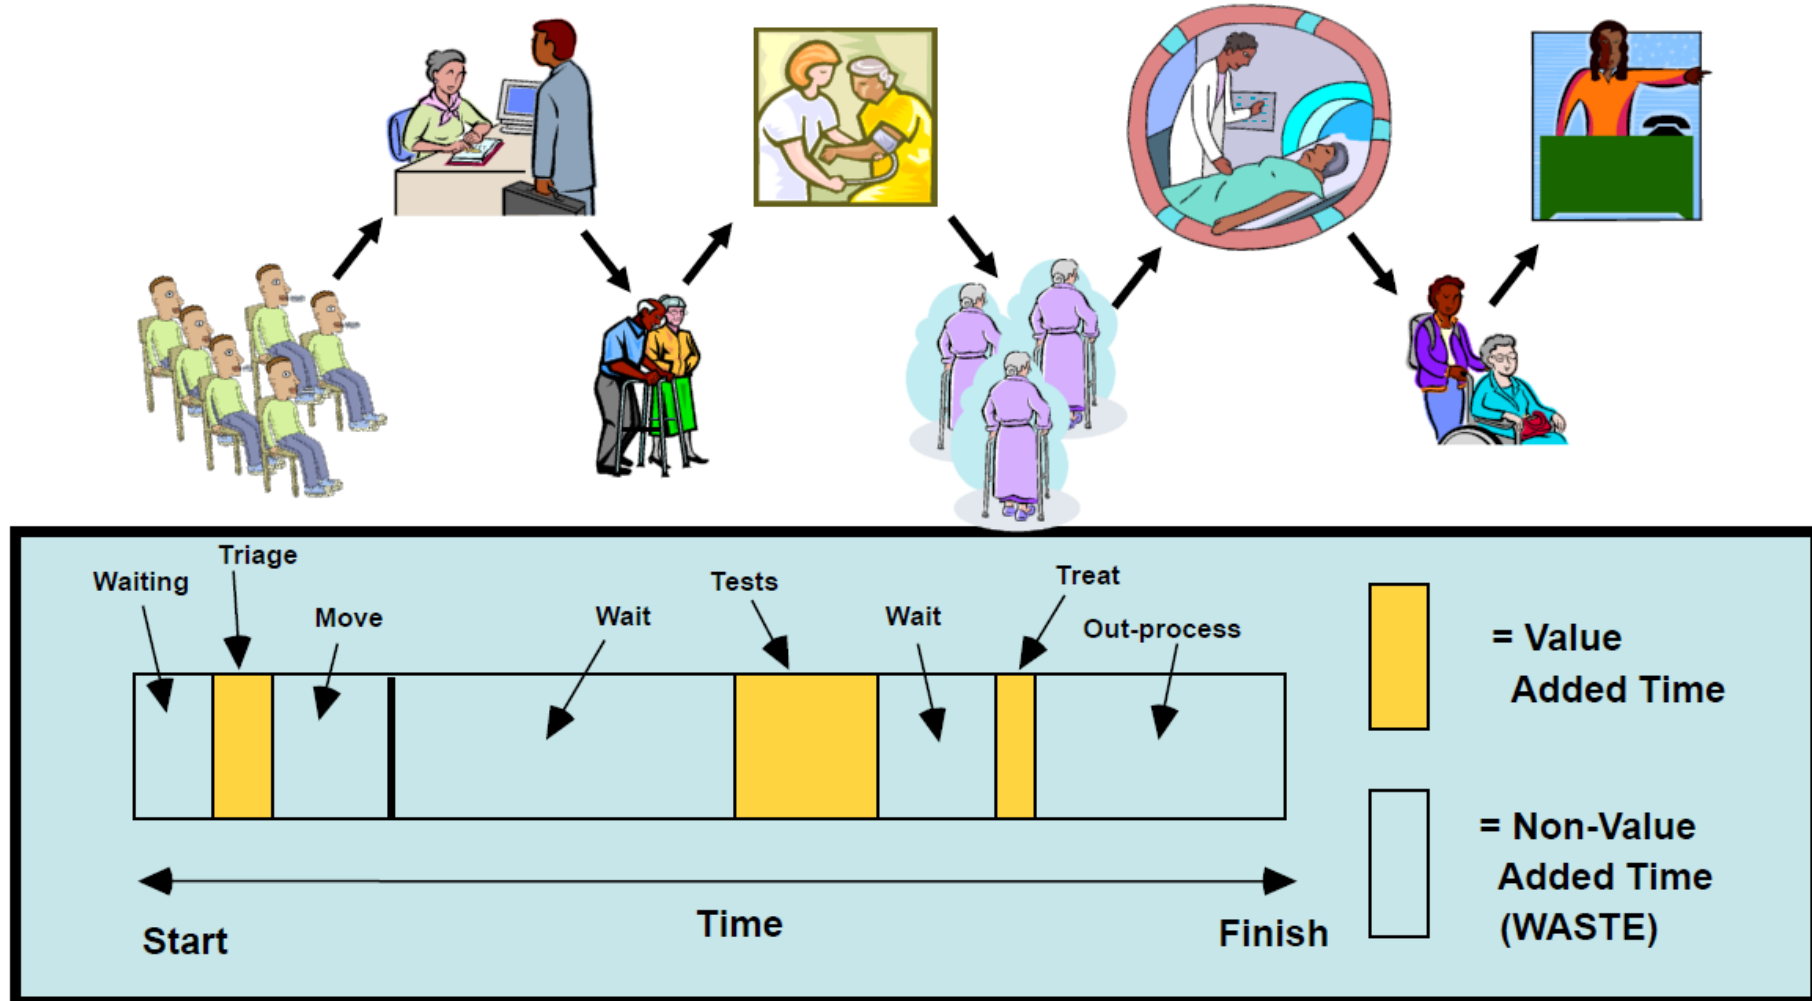 Triage
Waiting
Move
Wait
Tests
Wait
Treat
Out-process
= Value
Added Time
= Non-Value
Added Time
(WASTE)
Start
Time
Finish